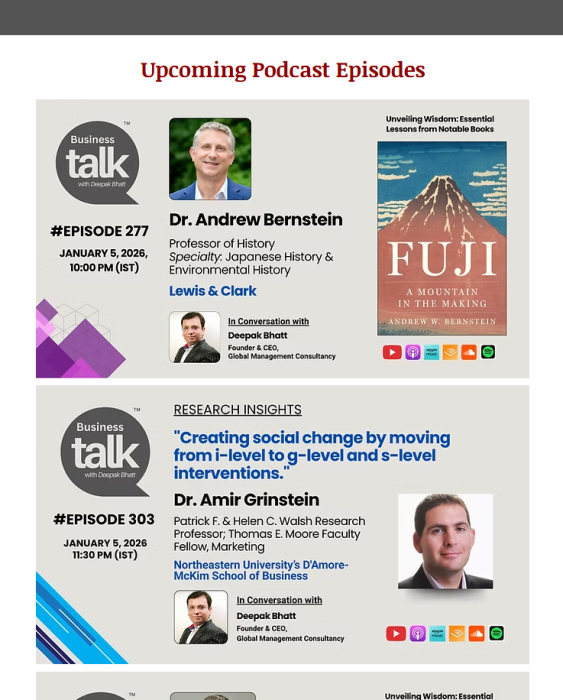 Upcoming Podcast Episodes
Business
talk
with Deepak Bhatt
TM
#EPISODE 277
JANUARY 5, 2026,
10:00 PM (IST)
Dr. Andrew Bernstein
Professor of History
Specialty: Japanese History &
Environmental History
Lewis & Clark
In Conversation with
Deepak Bhatt
Founder & CEO,
Global Management Consultancy
Unveiling Wisdom: Essential
Lessons from Notable Books
FUJI
A MOUNTAIN
IN THE MAKING
ANDREW W. BERNSTEIN
amazon music
Business
talk
with Deepak Bhatt
TM
#EPISODE 303
JANUARY 5, 2026
11:30 PM (IST)
RESEARCH INSIGHTS
"Creating social change by moving
from i-level to g-level and s-level
interventions."
Dr. Amir Grinstein
Patrick F. & Helen C. Walsh Research
Professor; Thomas E. Moore Faculty
Fellow, Marketing
Northeastern University's D'Amore-
McKim School of Business
In Conversation with
Deepak Bhatt
Founder & CEO,
Global Management Consultancy
amazon music
TM
Unveiling Wisdom: Essential